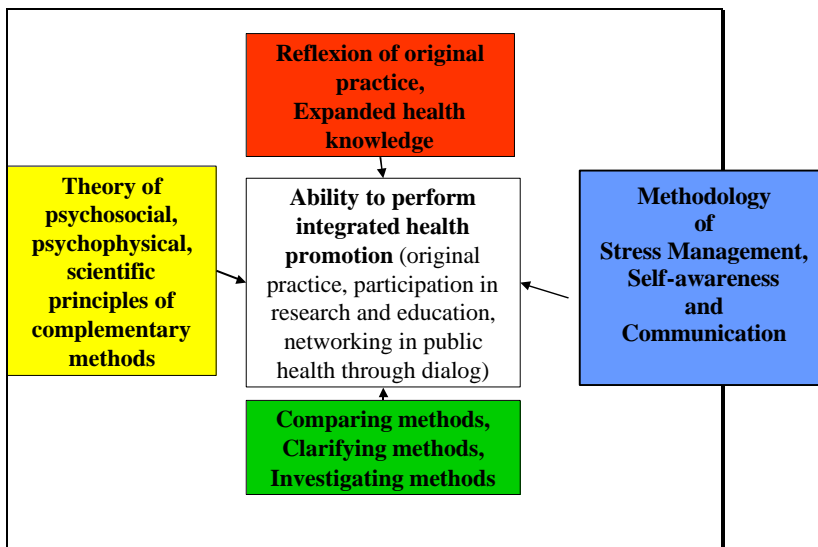 Reflexion of original
practice,
Expanded health
knowledge
Theory of
psychosocial,
psychophysical,
scientific
principles of
complementary
methods
Ability to perform
integrated health
promotion (original
practice, participation in
research and education,
networking in public
health through dialog)
Methodology
of
Stress Management,
Self-awareness
and
Communication
Comparing methods,
Clarifying methods,
Investigating methods